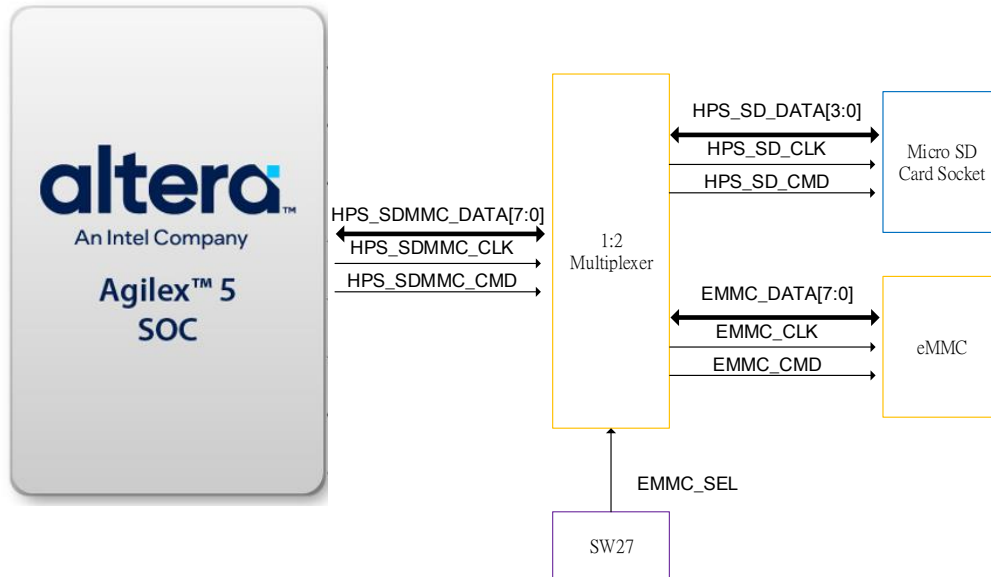 altera™
An Intel Company
Agilex™ 5
SOC
HPS_SDMMC_DATA[7:0]
HPS_SDMMC_CLK
HPS_SDMMC_CMD
1:2
Multiplexer
HPS_SD_DATA[3:0]
HPS_SD_CLK
HPS_SD_CMD
Micro SD
Card Socket
EMMC_DATA[7:0]
EMMC_CLK
EMMC_CMD
eMMC
EMMC_SEL
SW27